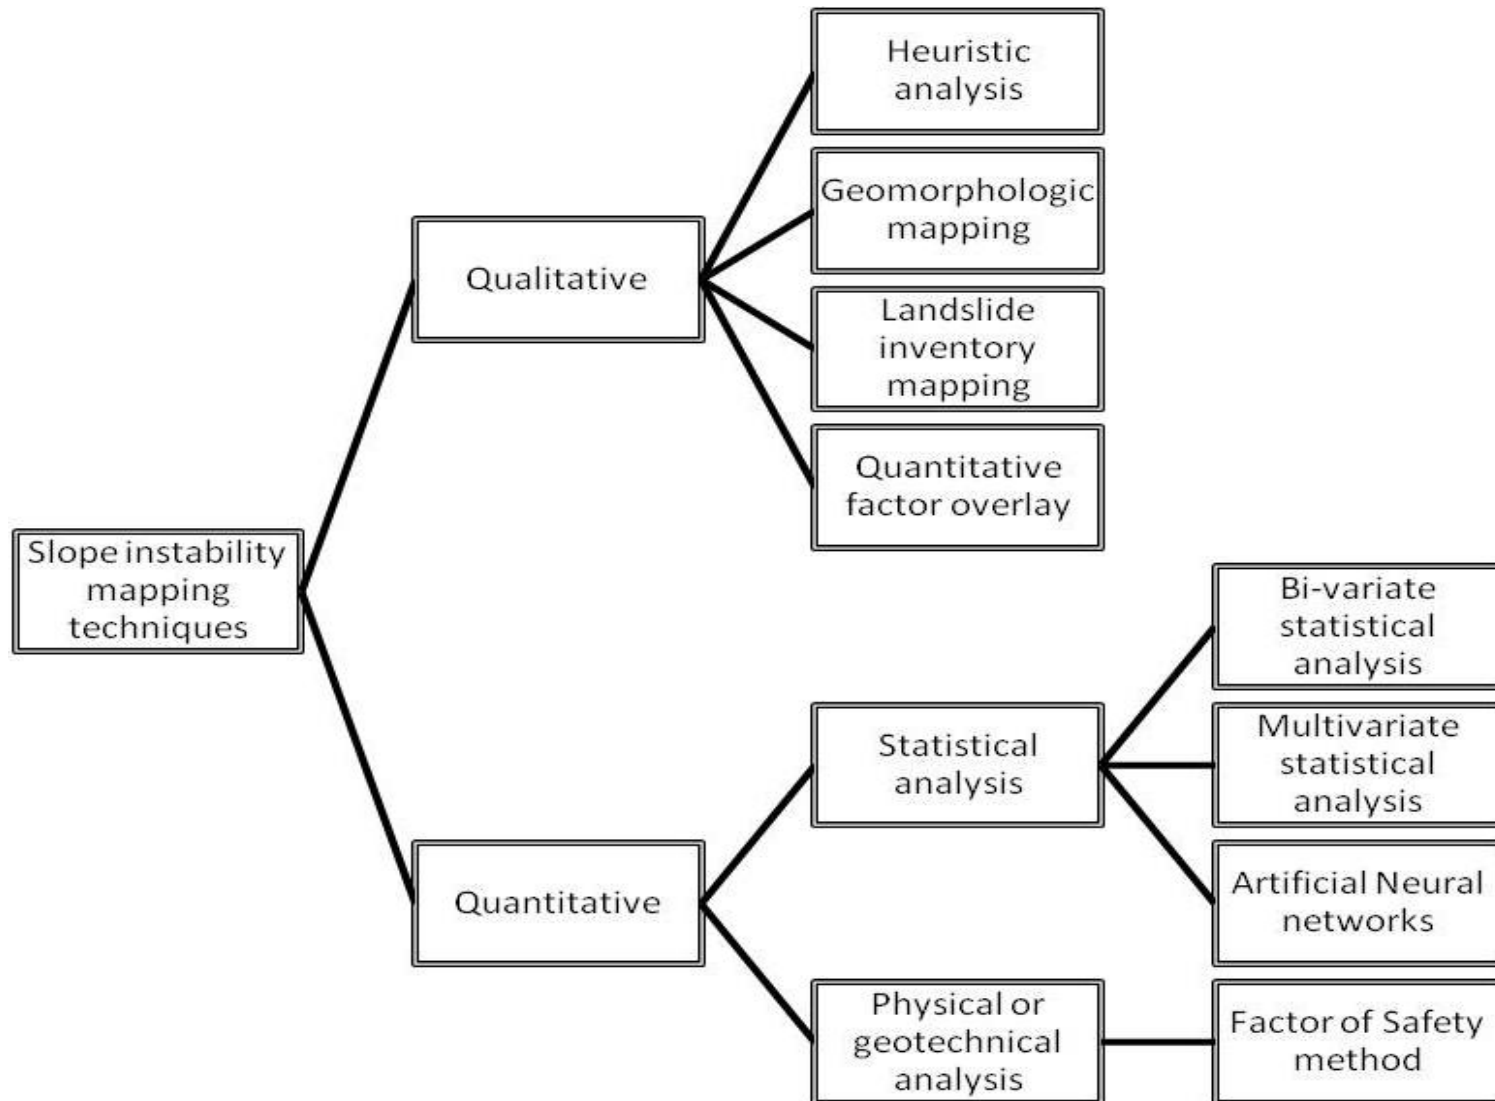 Heuristic
analysis
Geomorphologic
mapping
Qualitative
Landslide
inventory
mapping
Quantitative
factor overlay
Slope instability
mapping
techniques
Bi-variate
statistical
analysis
Statistical
analysis
Multivariate
statistical
analysis
Quantitative
Artificial Neural
networks
Physical or
geotechnical
analysis
Factor of Safety
method